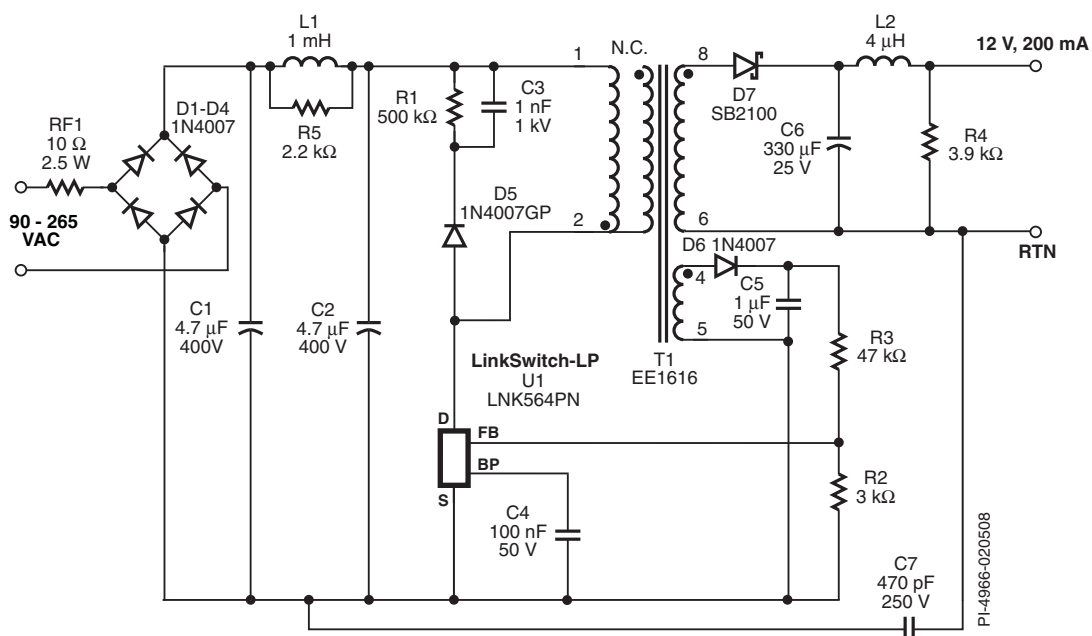 L1
1 mH
N.C.
L2
4 μH
12 V, 200 mA
1
8
D7
SB2100
R1
500 kΩ
C3
1 nF
1 kV
R5
2.2 kΩ
D1-D4
1N4007
RF1
10 Ω
2.5 W
C6
330 μF
25 V
R4
3.9 kΩ
D5
1N4007GP
2
6
90 - 265
VAC
RTN
D6 1N4007
4
C5
1 μF
50 V
5
C1
4.7 μF
400V
C2
4.7 μF
400 V
R3
47 kΩ
T1
EE1616
LinkSwitch-LP
U1
LNK564PN
D
FB
BP
S
R2
3 kΩ
C4
100 nF
50 V
C7
470 pF
250 V
PI-4966-020508